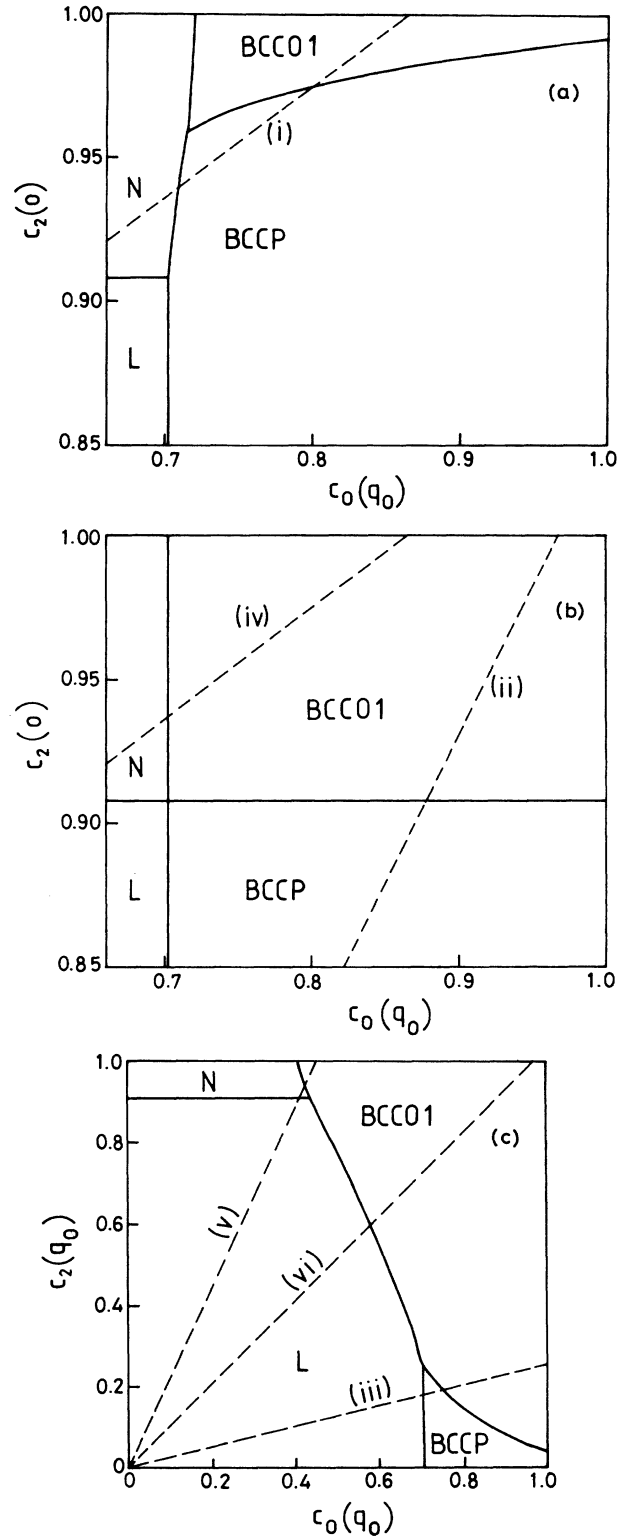 1.00
BCCO1
(a)
(i)
0.95
N
c₂(o)
BCCP
0.90
L
0.85
0.7 0.8 0.9 1.0
c₀(q₀)
1.00
(iv)
(b)
0.95
(ii)
BCCO1
c₂(o)
N
0.90
L
BCCP
0.85
0.7 0.8 0.9 1.0
c₀(q₀)
1.0
N
BCCO1
(c)
0.8
(v)
c₂(q₀)
0.6
(vi)
0.4
L
(iii)
0.2
BCCP
0
0 0.2 0.4 0.6 0.8 1.0
c₀(q₀)